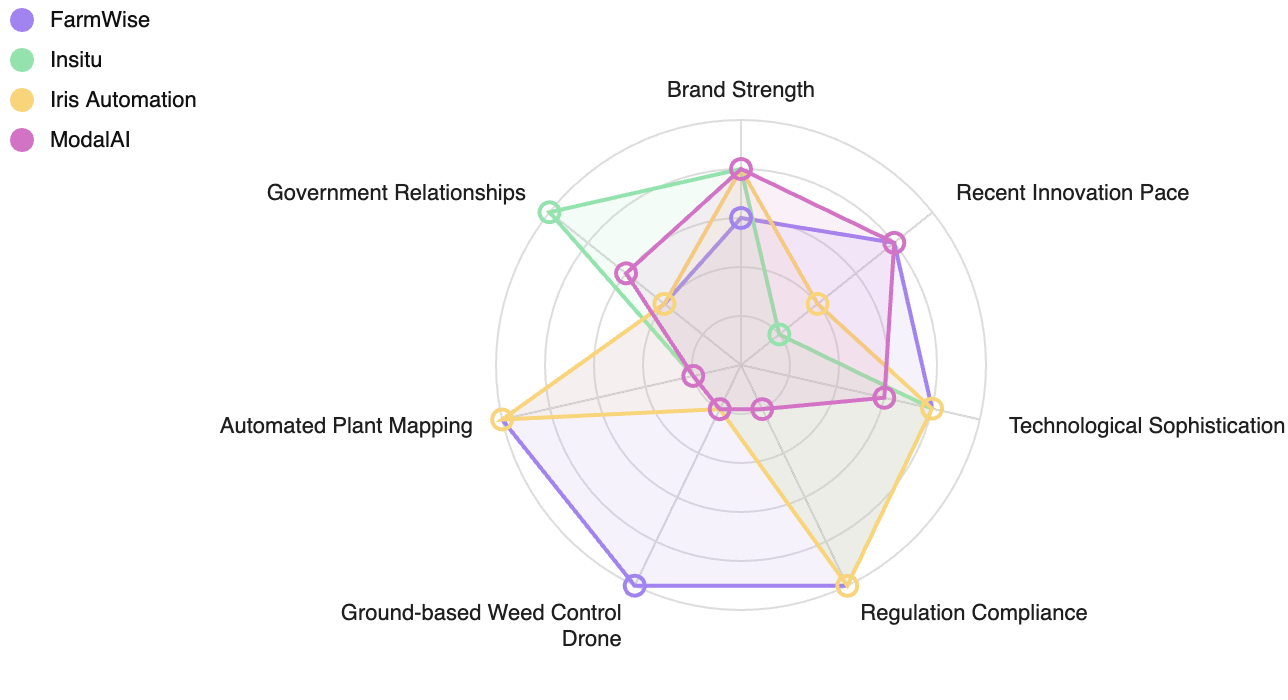 FarmWise
Insitu
Iris Automation
ModalAI
Brand Strength
Government Relationships
Recent Innovation Pace
Automated Plant Mapping
Technological Sophistication
Ground-based Weed Control
Drone
Regulation Compliance